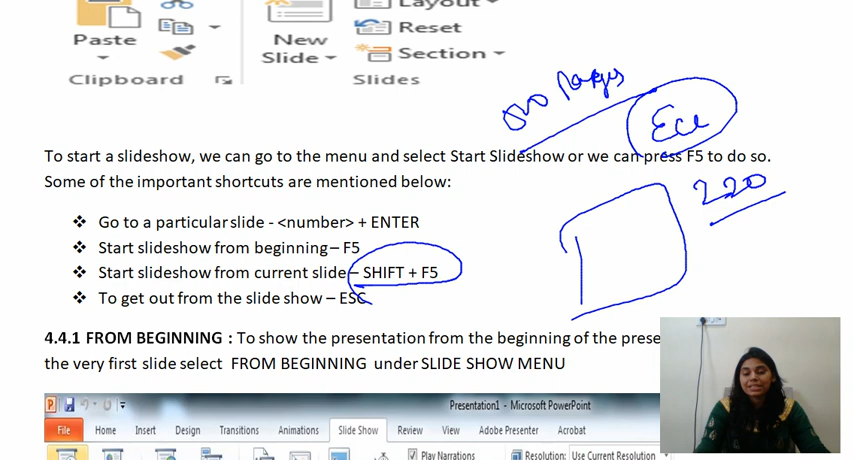 Layout
Paste
Reset
New
Slide
Section
Clipboard
Slides
500 Pages
Esc
To start a slideshow, we can go to the menu and select Start Slideshow or we can press F5 to do so.
Some of the important shortcuts are mentioned below:
220
❖ Go to a particular slide - <number> + ENTER
❖ Start slideshow from beginning – F5
❖ Start slideshow from current slide – SHIFT + F5
❖ To get out from the slide show – ESC
4.4.1 FROM BEGINNING : To show the presentation from the beginning of the prese
the very first slide select FROM BEGINNING under SLIDE SHOW MENU
Presentation1 - Microsoft PowerPoint
File Home Insert Design Transitions Animations Slide Show Review View Adobe Presenter Acrobat
Play Narrations Resolution: Use Current Resolution